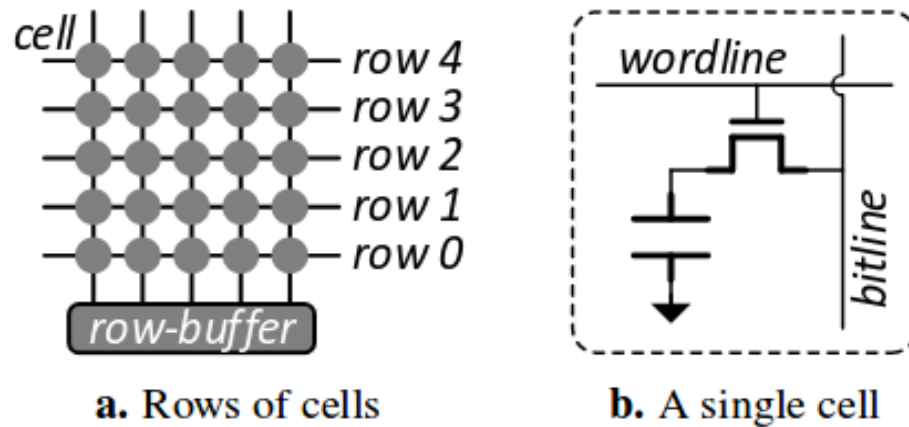 cell
row 4
row 3
row 2
row 1
row 0
row-buffer
a. Rows of cells
wordline
bitline
b. A single cell